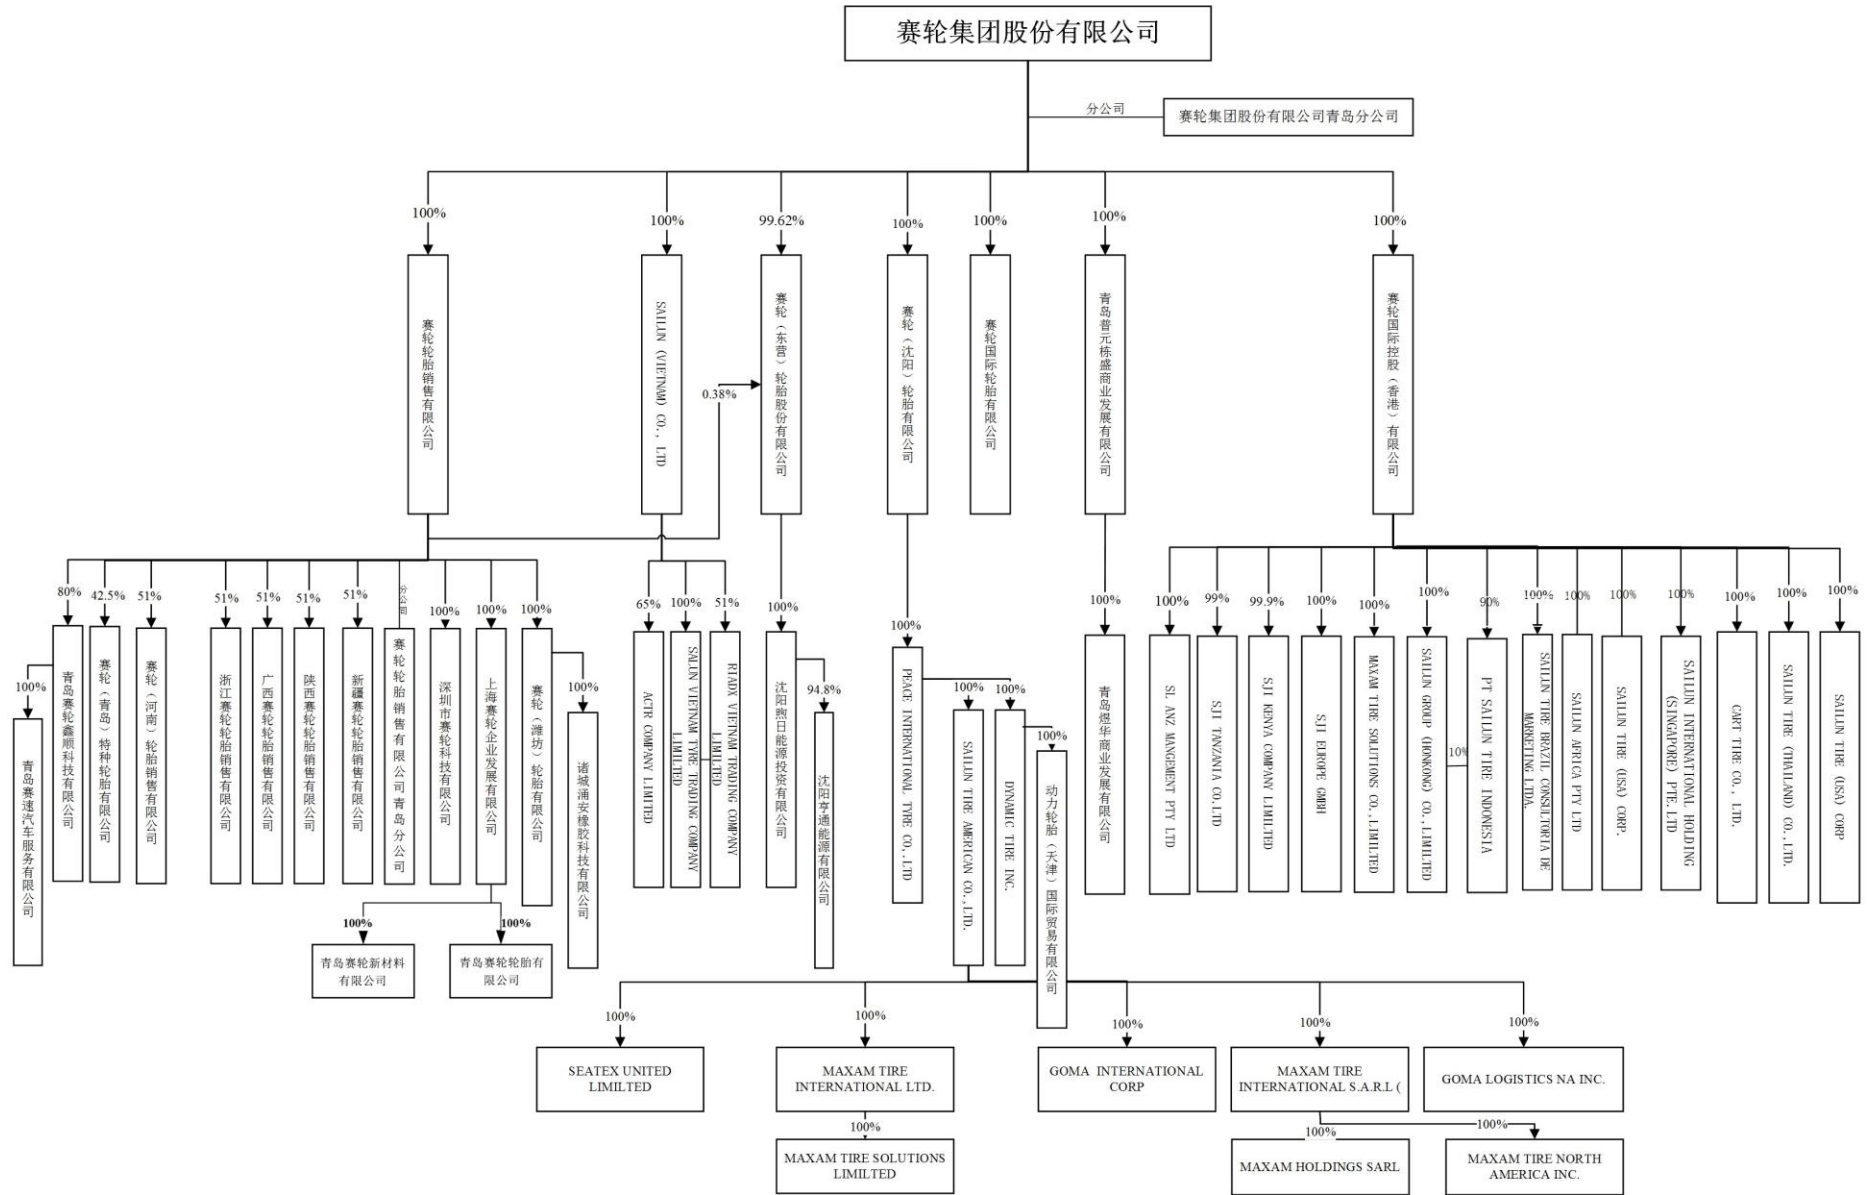 赛轮集团股份有限公司
分公司
赛轮集团股份有限公司青岛分公司
100%
100%
99.62%
100%
100%
100%
100%
赛轮轮胎销售有限公司
SAILUN (VIETNAM) CO., LTD
赛轮（东营）轮胎股份有限公司
赛轮（沈阳）轮胎有限公司
赛轮国际轮胎有限公司
青岛普元栋盛商业发展有限公司
赛轮国际控股（香港）有限公司
0.38%
80%
42.5%
51%
51%
51%
51%
51%
分公司
100%
100%
100%
65%
100%
51%
100%
100%
100%
100%
99%
99.9%
100%
100%
100%
90%
100%
100%
100%
100%
100%
100%
100%
青岛赛轮鑫顺科技有限公司
赛轮（青岛）特种轮胎有限公司
赛轮（河南）轮胎销售有限公司
浙江赛轮轮胎销售有限公司
广西赛轮轮胎销售有限公司
陕西赛轮轮胎销售有限公司
新疆赛轮轮胎销售有限公司
赛轮轮胎销售有限公司青岛分公司
深圳市赛轮科技有限公司
上海赛轮企业发展有限公司
赛轮（潍坊）轮胎有限公司
ACTR COMPANY LIMITED
SALUN VIETNAM TYRE TRADING COMPANY
LIMILTED
RIADX VIETNAM TRADING COMPANY
LIMILTED
沈阳煦日能源投资有限公司
PEACE INTERNATIONAL TYRE CO,.LTD
青岛煜华商业发展有限公司
SL ANZ MANGEMENT PTY LTD
SJI TANZANIA CO.LTD
SJI KENYA COMPANY LIMILTED
SJI EUROPE GMBH
MAXAM TIRE SOLUTIONS CO.,LIMILTED
SAILUN GROUP (HONKONG) CO.,LIMILTED
10%
PT SAILUN TIRE INDONESIA
SAILUN TIRE BRAZIL CONSULTORIA DE
MARKETING LTDA.
SAILUN AFRICA PTY LTD
SAILUN TIRE (USA) CORP.
SAILUN INTERNATIONAL HOLDING
(SINGAPORE) PTE. LTD
CART TIRE CO., LTD.
SAILUN TIRE (THAILAND) CO.,LTD.
SAILUN TIRE (USA) CORP
100%
青岛赛速汽车服务有限公司
100%
诸城涌安橡胶科技有限公司
94.8%
沈阳亨通能源有限公司
100%
SAILUN TIRE AMERICAN CO.,LTD.
100%
DYNAMIC TIRE INC.
100%
动力轮胎（天津）国际贸易有限公司
100%
100%
青岛赛轮新材料
有限公司
青岛赛轮轮胎有
限公司
100%
100%
100%
100%
100%
SEATEX UNITED
LIMILTED
MAXAM TIRE
INTERNATIONAL LTD.
GOMA INTERNATIONAL
CORP
MAXAM TIRE
INTERNATIONAL S.A.R.L (
GOMA LOGISTICS NA INC.
100%
100%
100%
MAXAM TIRE SOLUTIONS
LIMILTED
MAXAM HOLDINGS SARL
MAXAM TIRE NORTH
AMERICA INC.